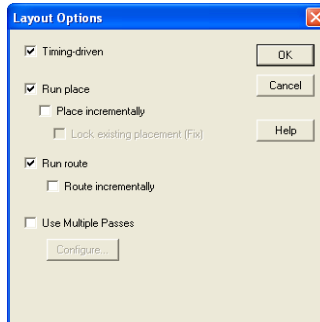 Layout Options
Timing-driven
OK
Run place
Cancel
Place incrementally
Lock existing placement (Fix)
Help
Run route
Route incrementally
Use Multiple Passes
Configure...